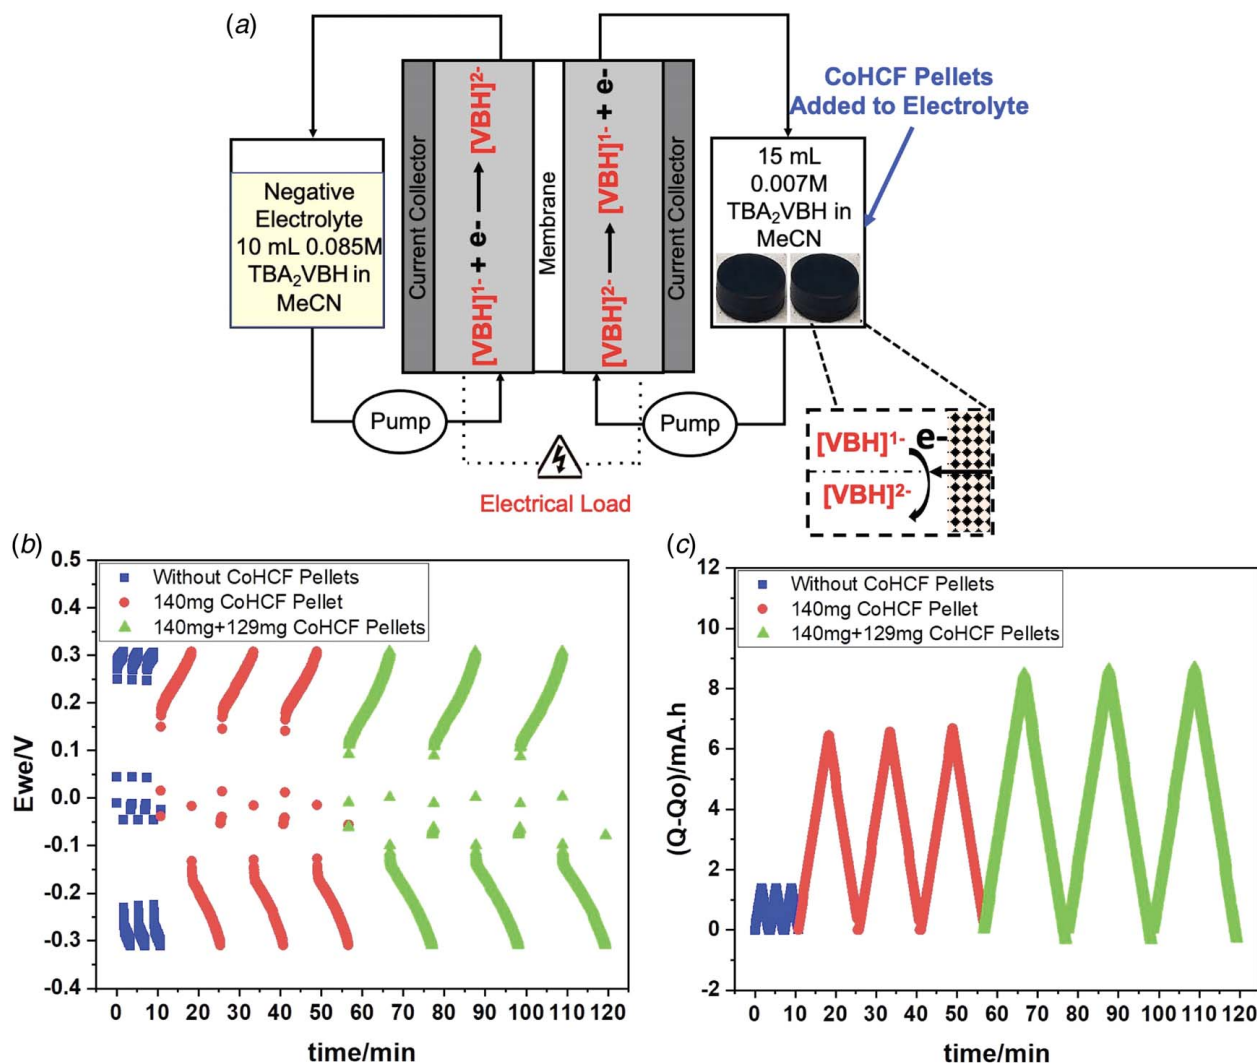 (a)
CoHCF Pellets
Added to Electrolyte
Negative
Electrolyte
10 mL 0.085M
TBA₂VBH in
MeCN
Current Collector
[VBH]¹⁻ + e- → [VBH]²⁻
Membrane
[VBH]²⁻ → [VBH]¹⁻ + e-
Current Collector
15 mL
0.007M
TBA₂VBH in
MeCN
Pump
Pump
Electrical Load
[VBH]¹⁻ e-
[VBH]²⁻
(b)
Without CoHCF Pellets
140mg CoHCF Pellet
140mg+129mg CoHCF Pellets
0.5
0.4
0.3
0.2
0.1
0.0
-0.1
-0.2
-0.3
-0.4
Ewe/V
0 10 20 30 40 50 60 70 80 90 100 110 120
time/min
(c)
Without CoHCF Pellets
140mg CoHCF Pellet
140mg+129mg CoHCF Pellets
12
10
8
6
4
2
0
-2
(Q-Qo)/mA.h
0 10 20 30 40 50 60 70 80 90 100 110 120
time/min